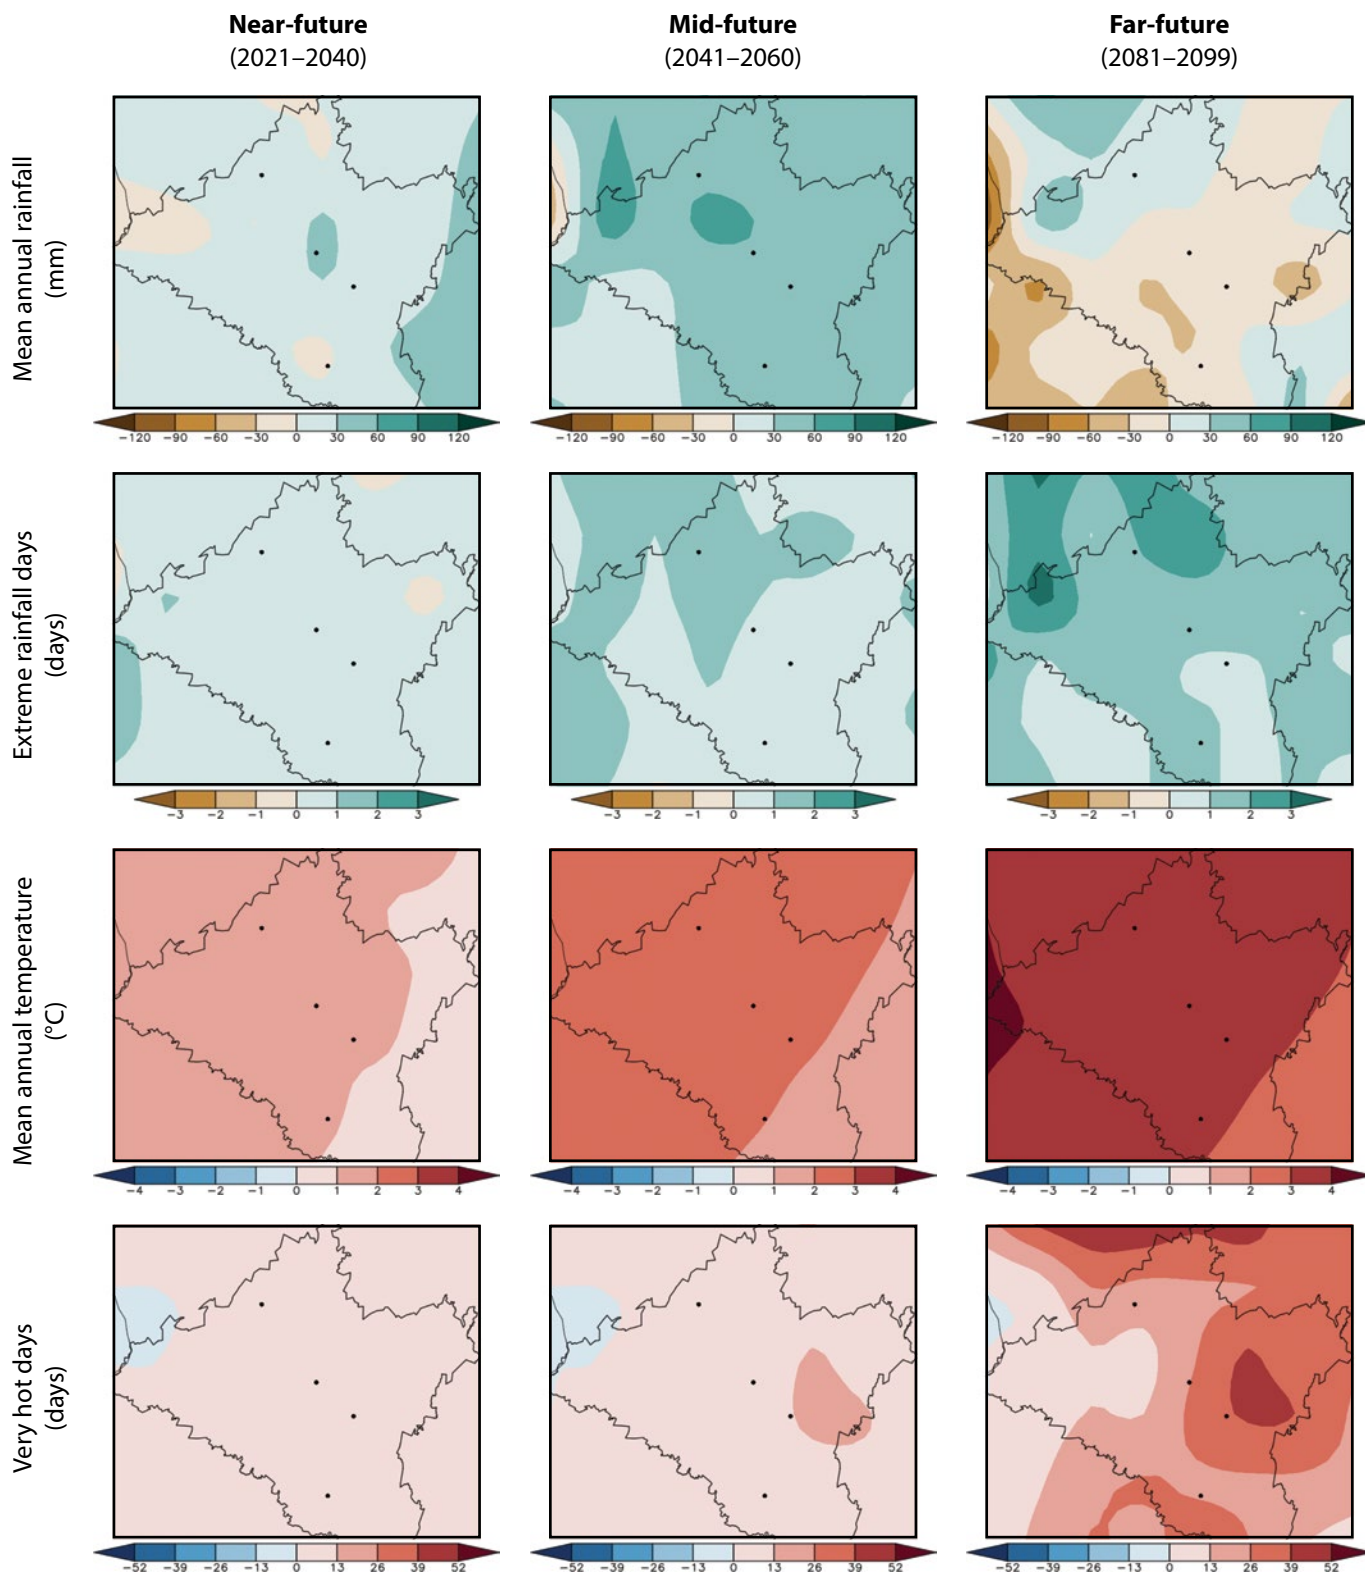 Near-future
(2021–2040)
Mid-future
(2041–2060)
Far-future
(2081–2099)
Mean annual rainfall
(mm)
−120 −90 −60 −30 0 30 60 90 120
−120 −90 −60 −30 0 30 60 90 120
−120 −90 −60 −30 0 30 60 90 120
Extreme rainfall days
(days)
−3 −2 −1 0 1 2 3
−3 −2 −1 0 1 2 3
−3 −2 −1 0 1 2 3
Mean annual temperature
(°C)
−4 −3 −2 −1 0 1 2 3 4
−4 −3 −2 −1 0 1 2 3 4
−4 −3 −2 −1 0 1 2 3 4
Very hot days
(days)
−52 −39 −26 −13 0 13 26 39 52
−52 −39 −26 −13 0 13 26 39 52
−52 −39 −26 −13 0 13 26 39 52